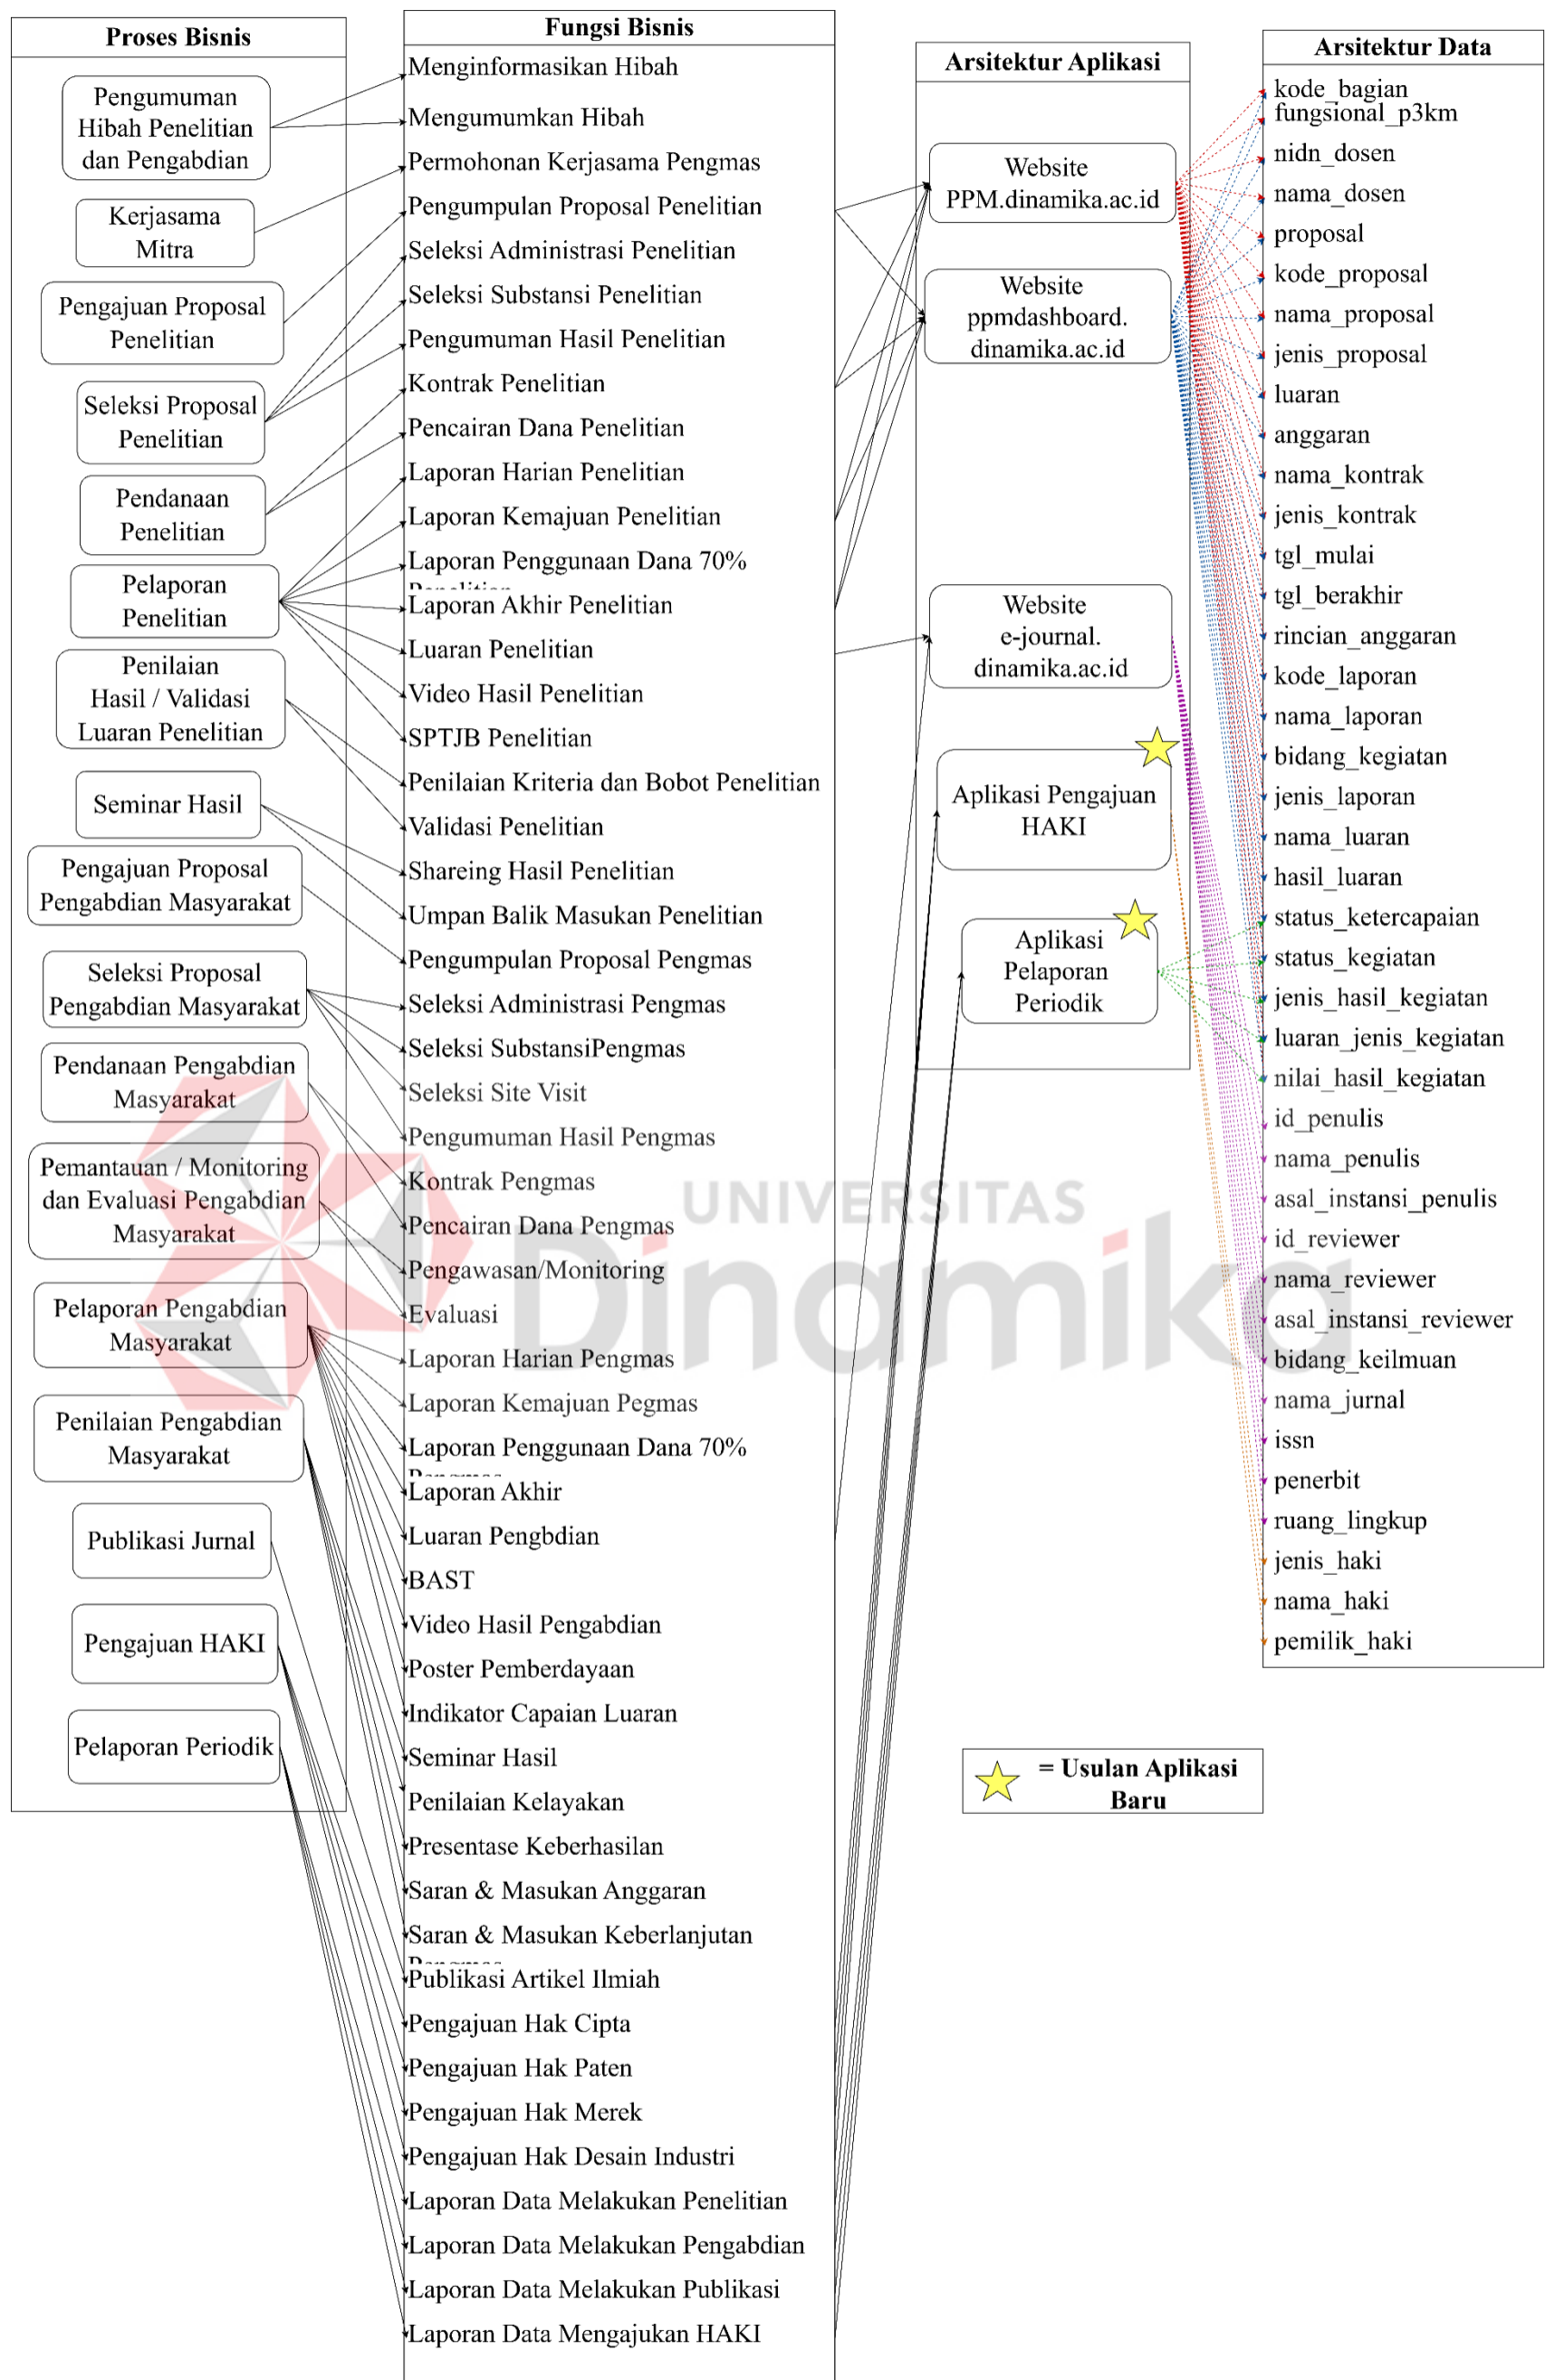 Proses Bisnis
Pengumuman
Hibah Penelitian
dan Pengabdian
Kerjasama
Mitra
Pengajuan Proposal
Penelitian
Seleksi Proposal
Penelitian
Pendanaan
Penelitian
Pelaporan
Penelitian
Penilaian
Hasil / Validasi
Luaran Penelitian
Seminar Hasil
Pengajuan Proposal
Pengabdian Masyarakat
Seleksi Proposal
Pengabdian Masyarakat
Pendanaan Pengabdian
Masyarakat
Pemantauan / Monitoring
dan Evaluasi Pengabdian
Masyarakat
Pelaporan Pengabdian
Masyarakat
Penilaian Pengabdian
Masyarakat
Publikasi Jurnal
Pengajuan HAKI
Pelaporan Periodik
Fungsi Bisnis
Menginformasikan Hibah
Mengumumkan Hibah
Permohonan Kerjasama Pengmas
Pengumpulan Proposal Penelitian
Seleksi Administrasi Penelitian
Seleksi Substansi Penelitian
Pengumuman Hasil Penelitian
Kontrak Penelitian
Pencairan Dana Penelitian
Laporan Harian Penelitian
Laporan Kemajuan Penelitian
Laporan Penggunaan Dana 70%
Laporan Akhir Penelitian
Luaran Penelitian
Video Hasil Penelitian
SPTJB Penelitian
Penilaian Kriteria dan Bobot Penelitian
Validasi Penelitian
Shareing Hasil Penelitian
Umpan Balik Masukan Penelitian
Pengumpulan Proposal Pengmas
Seleksi Administrasi Pengmas
Seleksi SubstansiPengmas
Seleksi Site Visit
Pengumuman Hasil Pengmas
Kontrak Pengmas
Pencairan Dana Pengmas
Pengawasan/Monitoring
Evaluasi
Laporan Harian Pengmas
Laporan Kemajuan Pegmas
Laporan Penggunaan Dana 70%
Laporan Akhir
Luaran Pengbdian
BAST
Video Hasil Pengabdian
Poster Pemberdayaan
Indikator Capaian Luaran
Seminar Hasil
Penilaian Kelayakan
Presentase Keberhasilan
Saran & Masukan Anggaran
Saran & Masukan Keberlanjutan
Publikasi Artikel Ilmiah
Pengajuan Hak Cipta
Pengajuan Hak Paten
Pengajuan Hak Merek
Pengajuan Hak Desain Industri
Laporan Data Melakukan Penelitian
Laporan Data Melakukan Pengabdian
Laporan Data Melakukan Publikasi
Laporan Data Mengajukan HAKI
Arsitektur Aplikasi
Website
PPM.dinamika.ac.id
Website
ppmdashboard.
dinamika.ac.id
Website
e-journal.
dinamika.ac.id
Aplikasi Pengajuan
HAKI
Aplikasi
Pelaporan
Periodik
Arsitektur Data
kode_bagian
fungsional_p3km
nidn_dosen
nama_dosen
proposal
kode_proposal
nama_proposal
jenis_proposal
luaran
anggaran
nama_kontrak
jenis_kontrak
tgl_mulai
tgl_berakhir
rincian_anggaran
kode_laporan
nama_laporan
bidang_kegiatan
jenis_laporan
nama_luaran
hasil_luaran
status_ketercapaian
status_kegiatan
jenis_hasil_kegiatan
luaran_jenis_kegiatan
nilai_hasil_kegiatan
id_penulis
nama_penulis
asal_instansi_penulis
id_reviewer
nama_reviewer
asal_instansi_reviewer
bidang_keilmuan
nama_jurnal
issn
penerbit
ruang_lingkup
jenis_haki
nama_haki
pemilik_haki
= Usulan Aplikasi
Baru
UNIVERSITAS
Dinamika